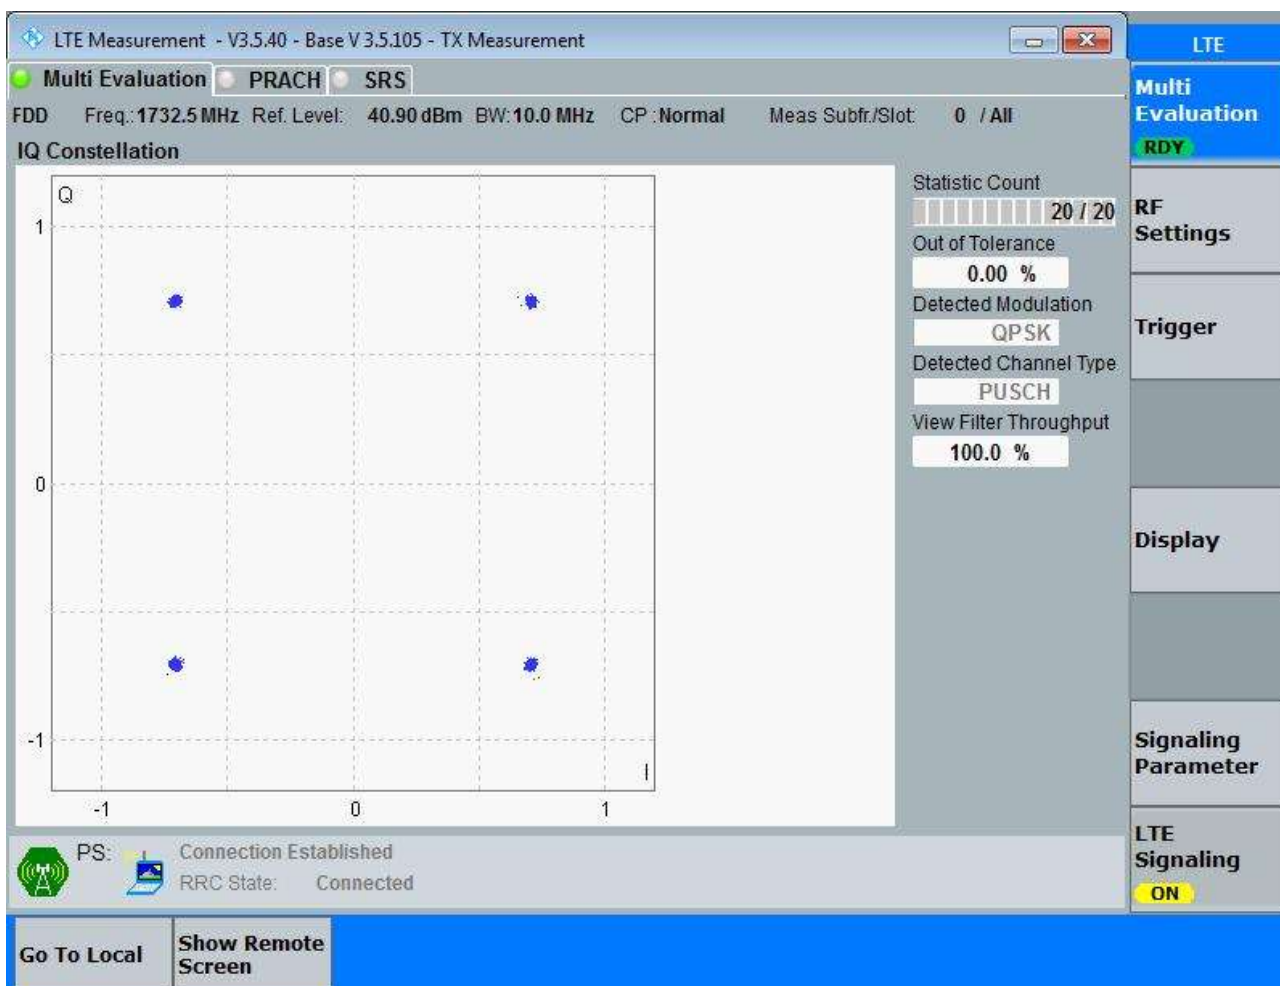 LTE Measurement - V3.5.40 - Base V 3.5.105 - TX Measurement
LTE
Multi Evaluation PRACH SRS
FDD Freq.: 1732.5 MHz Ref. Level: 40.90 dBm BW: 10.0 MHz CP : Normal Meas Subfr./Slot: 0 / All
IQ Constellation
Q
1
0
-1
I
-1 0 1
Statistic Count
20 / 20
Out of Tolerance
0.00 %
Detected Modulation
QPSK
Detected Channel Type
PUSCH
View Filter Throughput
100.0 %
Multi
Evaluation
RDY
RF
Settings
Trigger
Display
Signaling
Parameter
LTE
Signaling
ON
PS: Connection Established
RRC State: Connected
Go To Local
Show Remote
Screen